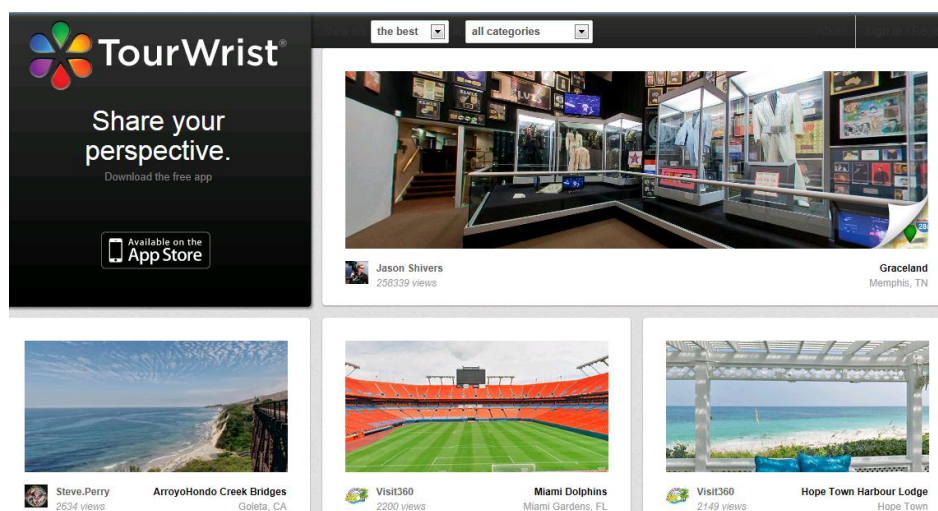 TourWrist®
Share your
perspective.
Download the free app
Available on the
App Store
the best
all categories
ELVIS
Jason Shivers
256339 views
Graceland
Memphis, TN
Steve.Perry
2634 views
ArroyoHondo Creek Bridges
Goleta, CA
Visit360
2200 views
Miami Dolphins
Miami Gardens, FL
Visit360
2149 views
Hope Town Harbour Lodge
Hope Town